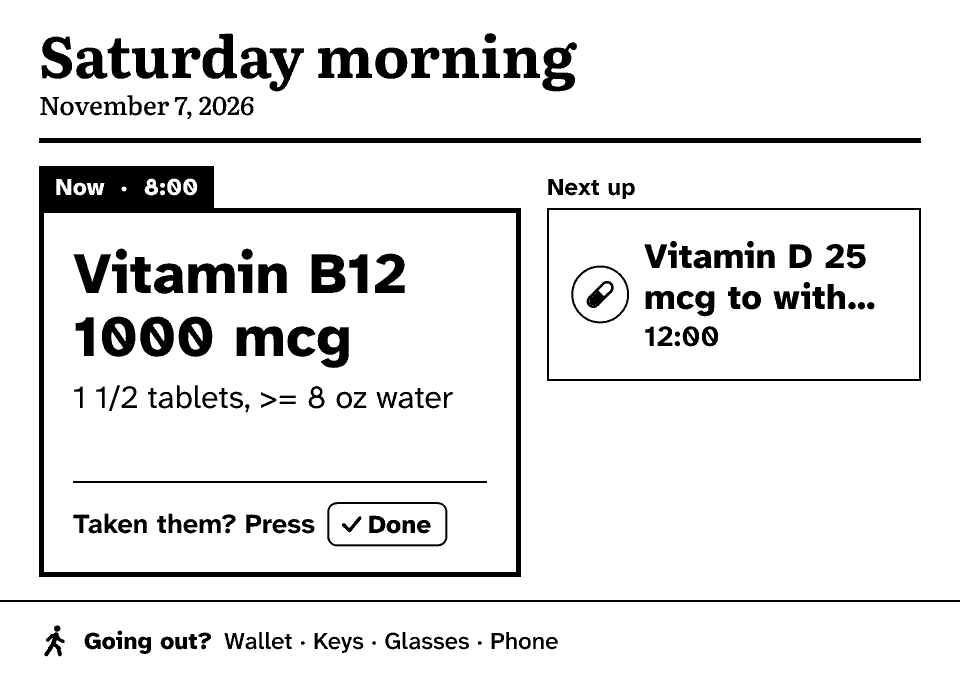 Saturday morning
November 7, 2026
Now · 8:00
Vitamin B12
1000 mcg
1 1/2 tablets, >= 8 oz water
Taken them? Press ✓ Done
Next up
Vitamin D 25
mcg to with...
12:00
Going out? Wallet · Keys · Glasses · Phone